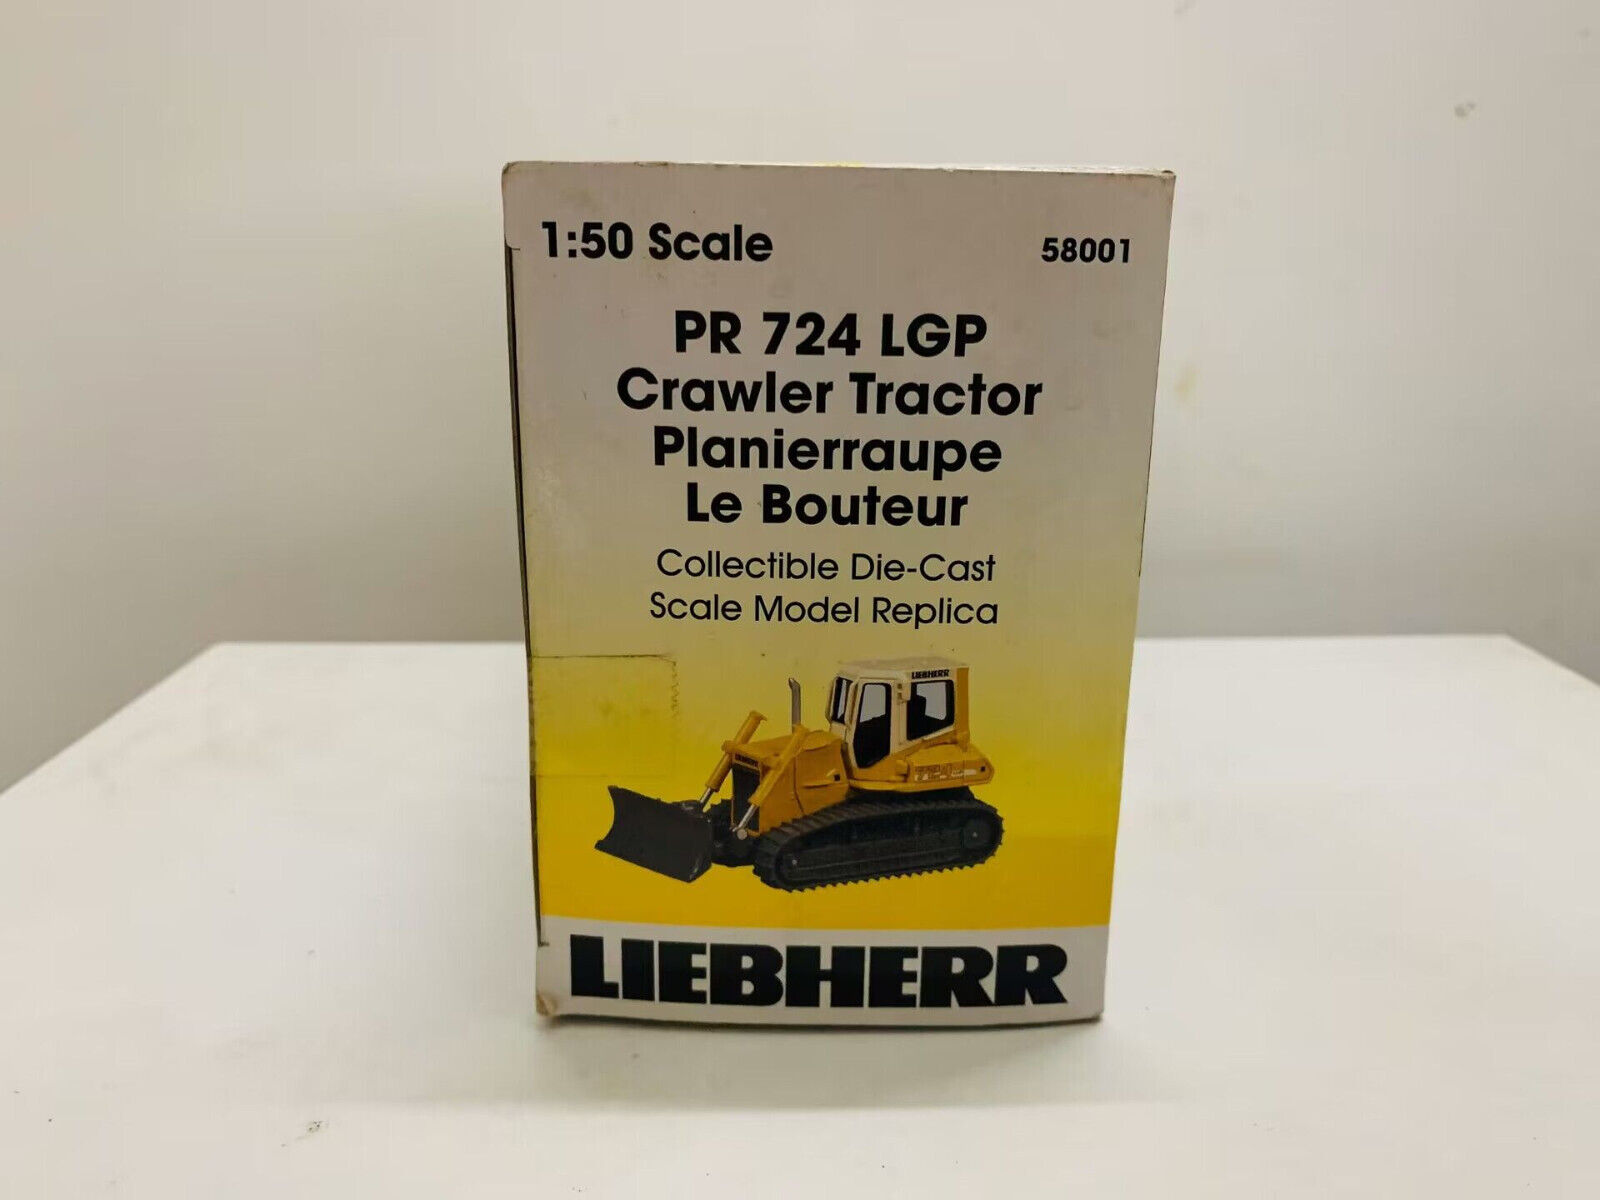 1:50 Scale
58001
PR 724 LGP
Crawler Tractor
Planierraupe
Le Bouteur
Collectible Die-Cast
Scale Model Replica
LIEBHERR
LIEBHERR
LIEBHERR